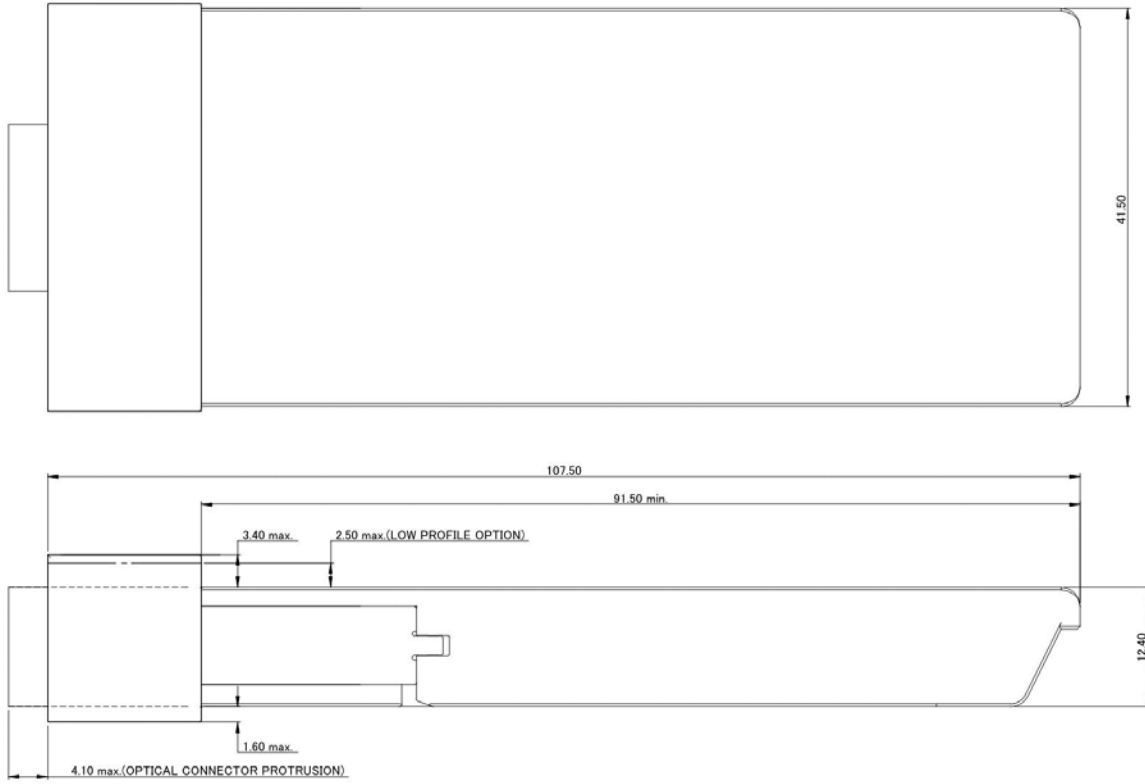 41.50
107.50
91.50 min.
3.40 max.
2.50 max.(LOW PROFILE OPTION)
12.40
1.60 max.
4.10 max.(OPTICAL CONNECTOR PROTRUSION)